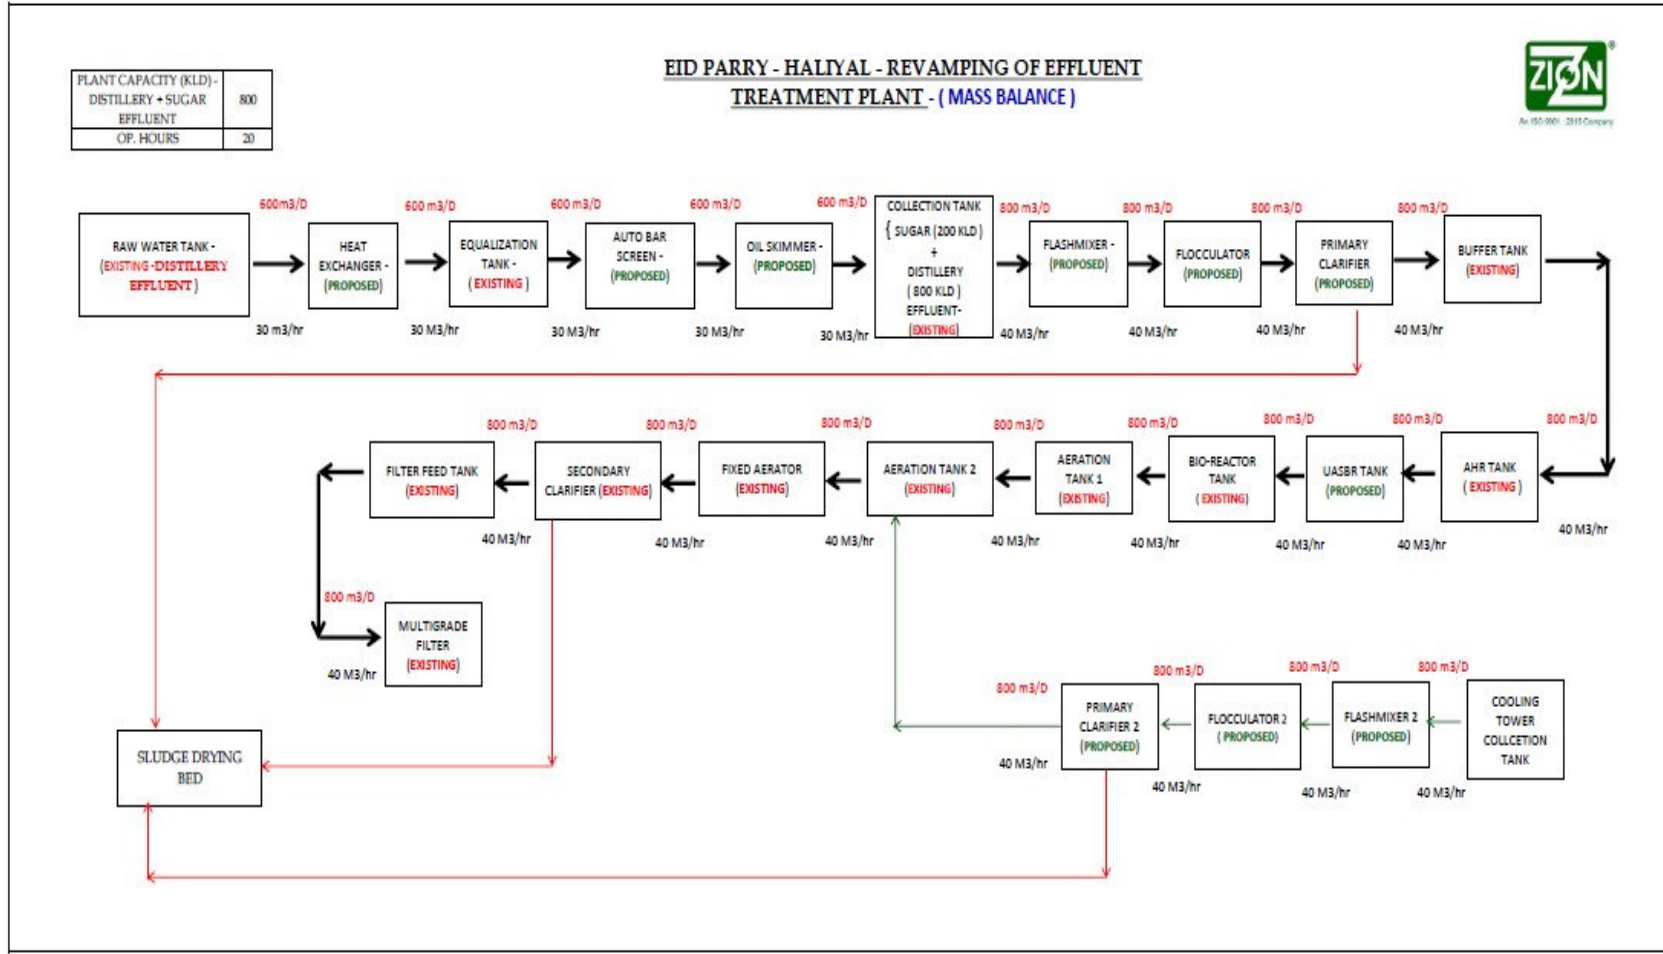 EID PARRY - HALIYAL - REVAMPING OF EFFLUENT
TREATMENT PLANT - ( MASS BALANCE )
PLANT CAPACITY (KLD) -
DISTILLERY + SUGAR
EFFLUENT
800
OP. HOURS
20
ZION
®
An ISO 9001 : 2015 Company
600m3/D
600 m3/D
600 m3/D
600 m3/D
600 m3/D
800 m3/D
800 m3/D
800 m3/D
800 m3/D
RAW WATER TANK -
(EXISTING -DISTILLERY
EFFLUENT )
HEAT
EXCHANGER -
(PROPOSED)
EQUALIZATION
TANK -
( EXISTING )
AUTO BAR
SCREEN -
(PROPOSED)
OIL SKIMMER -
(PROPOSED)
COLLECTION TANK
{ SUGAR (200 KLD )
+
DISTILLERY
( 800 KLD )
EFFLUENT-
(EXISTING)
FLASHMIXER -
(PROPOSED)
FLOCCULATOR
(PROPOSED)
PRIMARY
CLARIFIER
(PROPOSED)
BUFFER TANK
(EXISTING)
30 m3/hr
30 M3/hr
30 M3/hr
30 M3/hr
30 M3/hr
40 M3/hr
40 M3/hr
40 M3/hr
40 M3/hr
800 m3/D
800 m3/D
800 m3/D
800 m3/D
800 m3/D
800 m3/D
800 m3/D
800 m3/D
FILTER FEED TANK
(EXISTING)
SECONDARY
CLARIFIER (EXISTING)
FIXED AERATOR
(EXISTING)
AERATION TANK 2
(EXISTING)
AERATION
TANK 1
(EXISTING)
BIO-REACTOR
TANK
( EXISTING)
UASBR TANK
(PROPOSED)
AHR TANK
( EXISTING )
40 M3/hr
40 M3/hr
40 M3/hr
40 M3/hr
40 M3/hr
40 M3/hr
40 M3/hr
40 M3/hr
800 m3/D
MULTIGRADE
FILTER
(EXISTING)
40 M3/hr
800 m3/D
800 m3/D
800 m3/D
800 m3/D
PRIMARY
CLARIFIER 2
(PROPOSED)
FLOCCULATOR 2
( PROPOSED)
FLASHMIXER 2
(PROPOSED)
COOLING
TOWER
COLLCETION
TANK
40 M3/hr
40 M3/hr
40 M3/hr
40 M3/hr
SLUDGE DRYING
BED